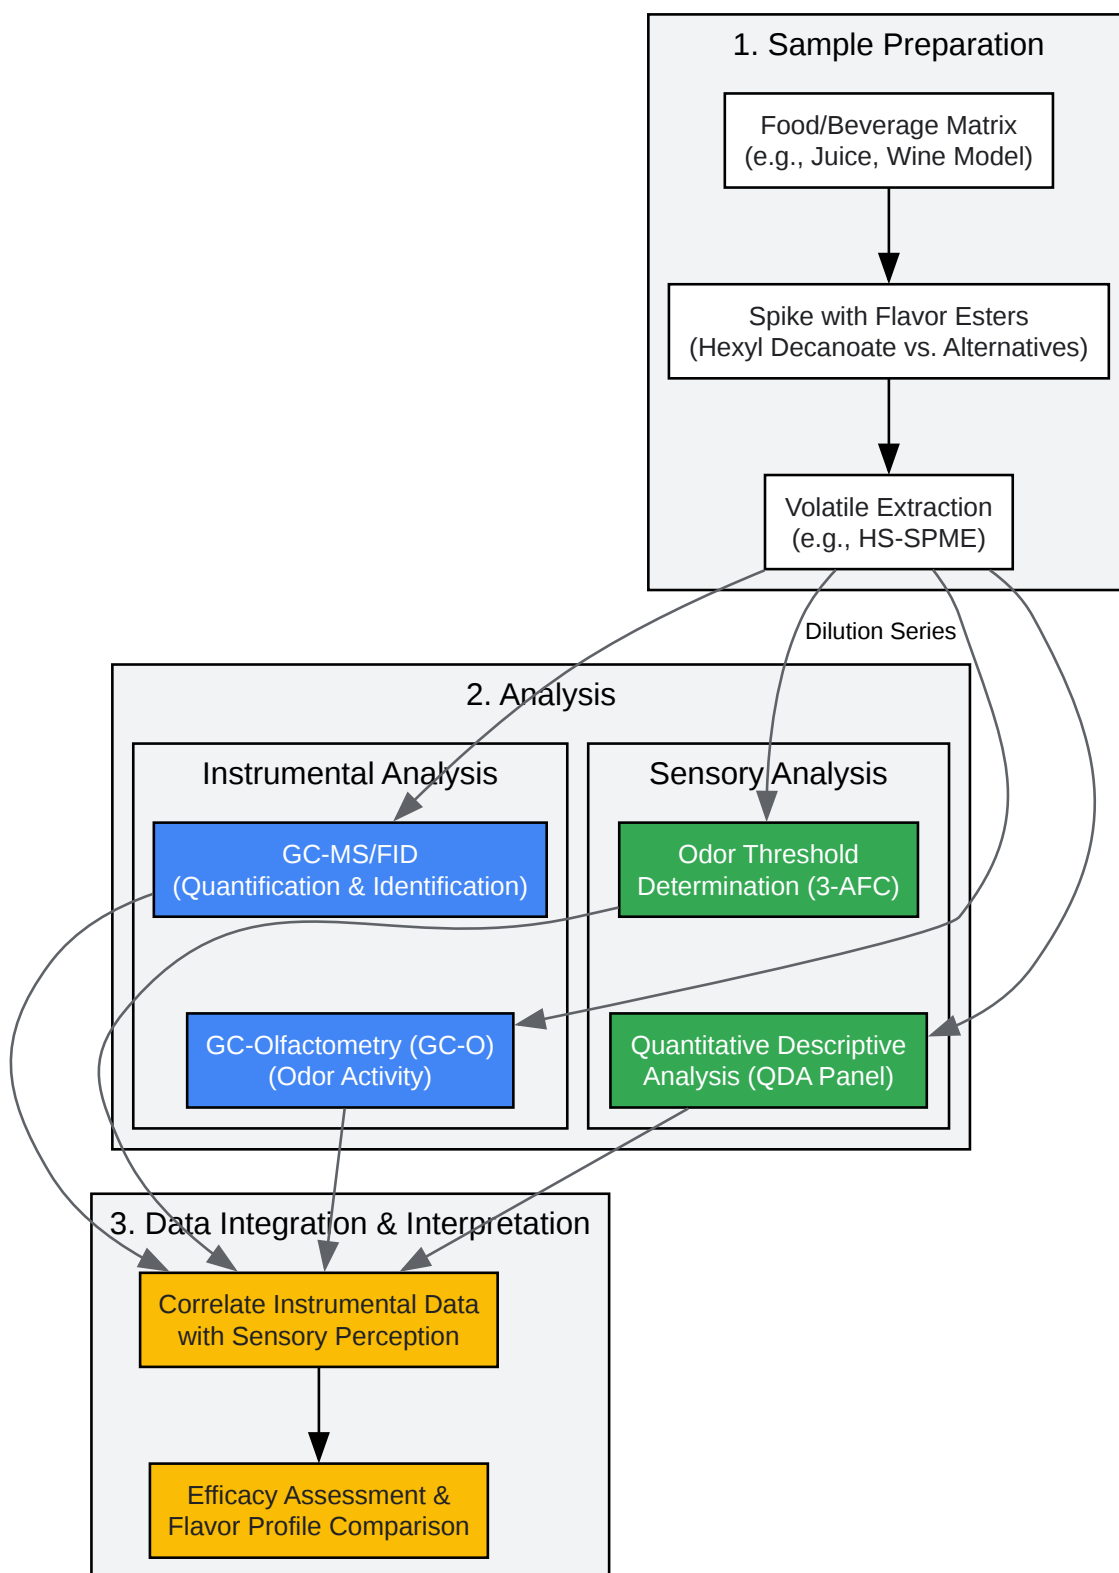 1. Sample Preparation
Food/Beverage Matrix
(e.g., Juice, Wine Model)
Spike with Flavor Esters
(Hexyl Decanoate vs. Alternatives)
Volatile Extraction
(e.g., HS-SPME)
Dilution Series
2. Analysis
Instrumental Analysis
Sensory Analysis
GC-MS/FID
(Quantification & Identification)
Odor Threshold
Determination (3-AFC)
GC-Olfactometry (GC-O)
(Odor Activity)
Quantitative Descriptive
Analysis (QDA Panel)
3. Data Integration & Interpretation
Correlate Instrumental Data
with Sensory Perception
Efficacy Assessment &
Flavor Profile Comparison